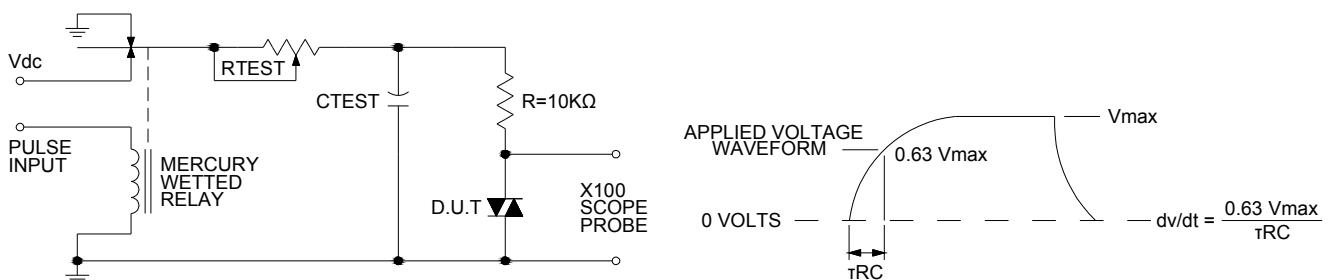 Vdc
RTEST
CTEST
R=10KΩ
PULSE
INPUT
MERCURY
WETTED
RELAY
D.U.T
X100
SCOPE
PROBE
APPLIED VOLTAGE
WAVEFORM
0.63 Vmax
Vmax
0 VOLTS
dv/dt = 0.63 Vmax
τRC
τRC